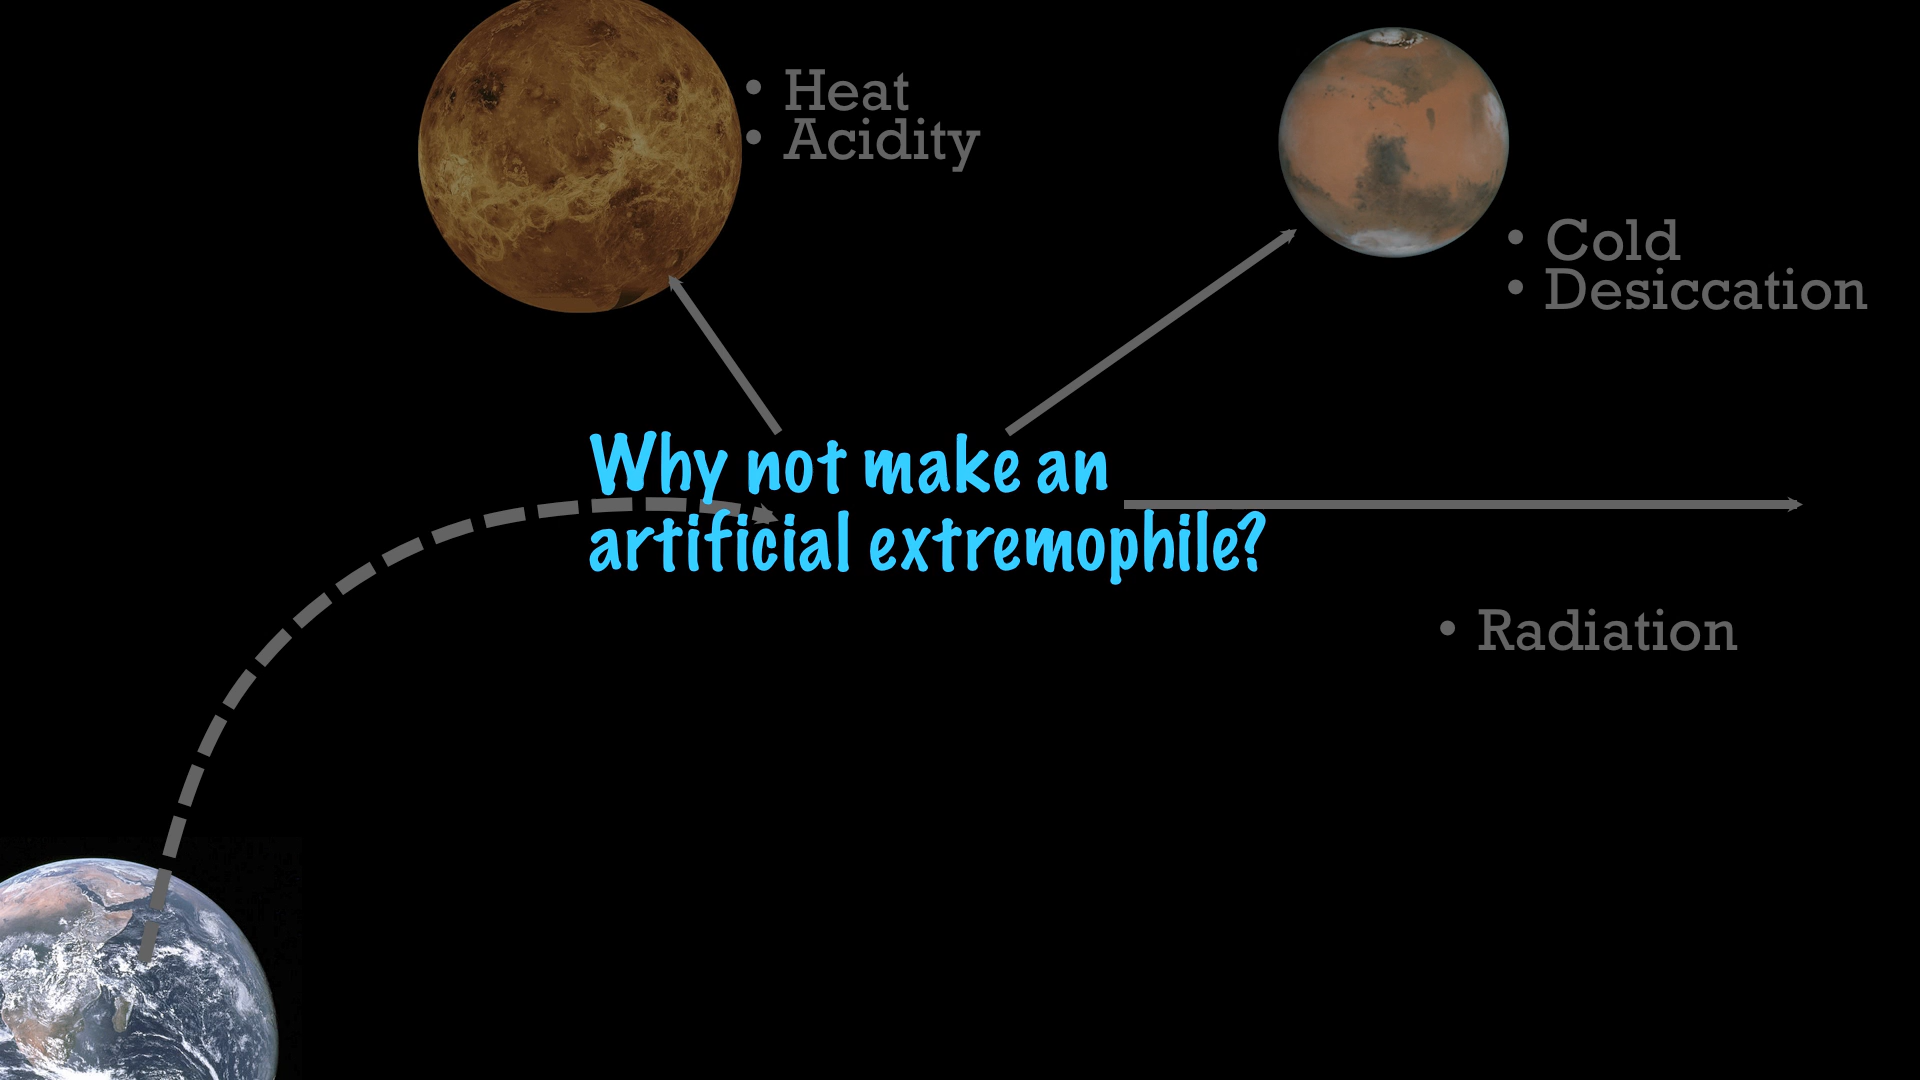 • Heat
• Acidity
• Cold
• Desiccation
Why not make an
artificial extremophile?
• Radiation